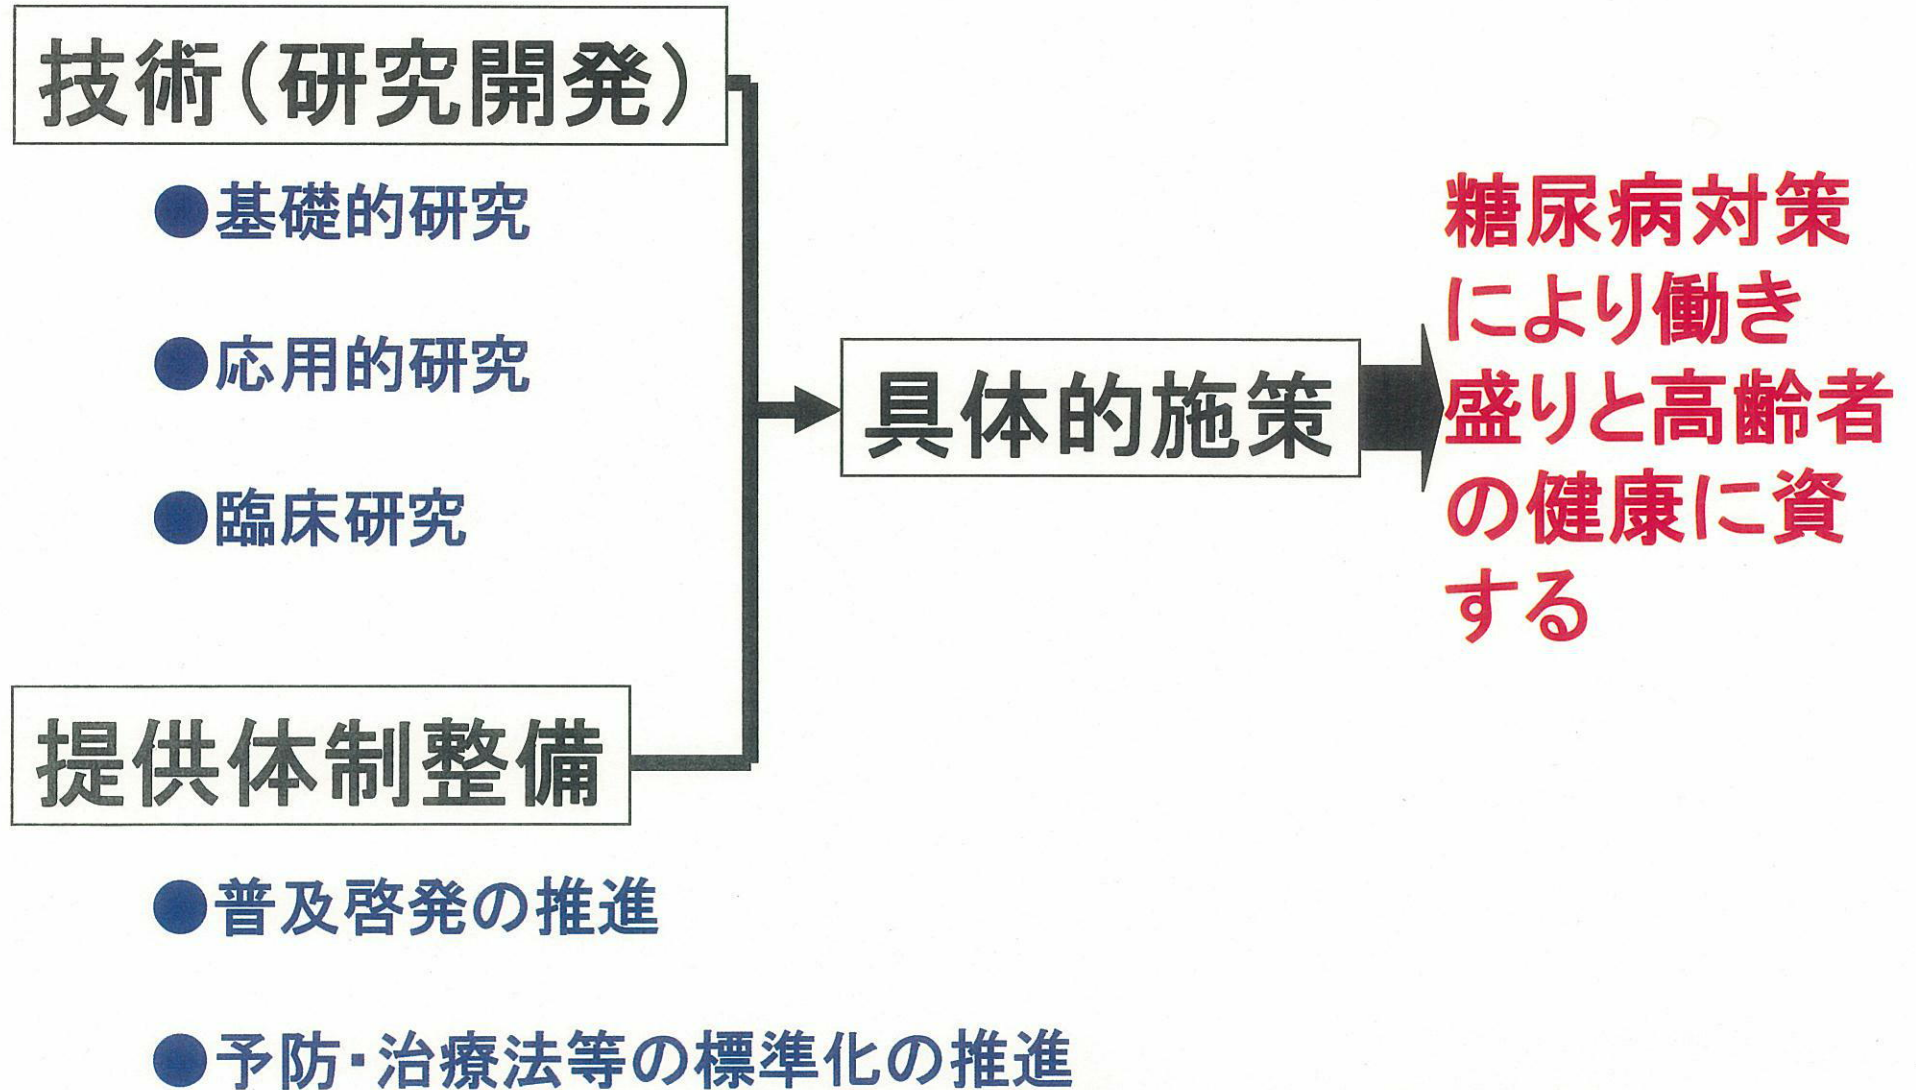 技術(研究開発)
●基礎的研究
●応用的研究
●臨床研究
提供体制整備
●普及啓発の推進
●予防・治療法等の標準化の推進
具体的施策
糖尿病対策
により働き
盛りと高齢者
の健康に資
する